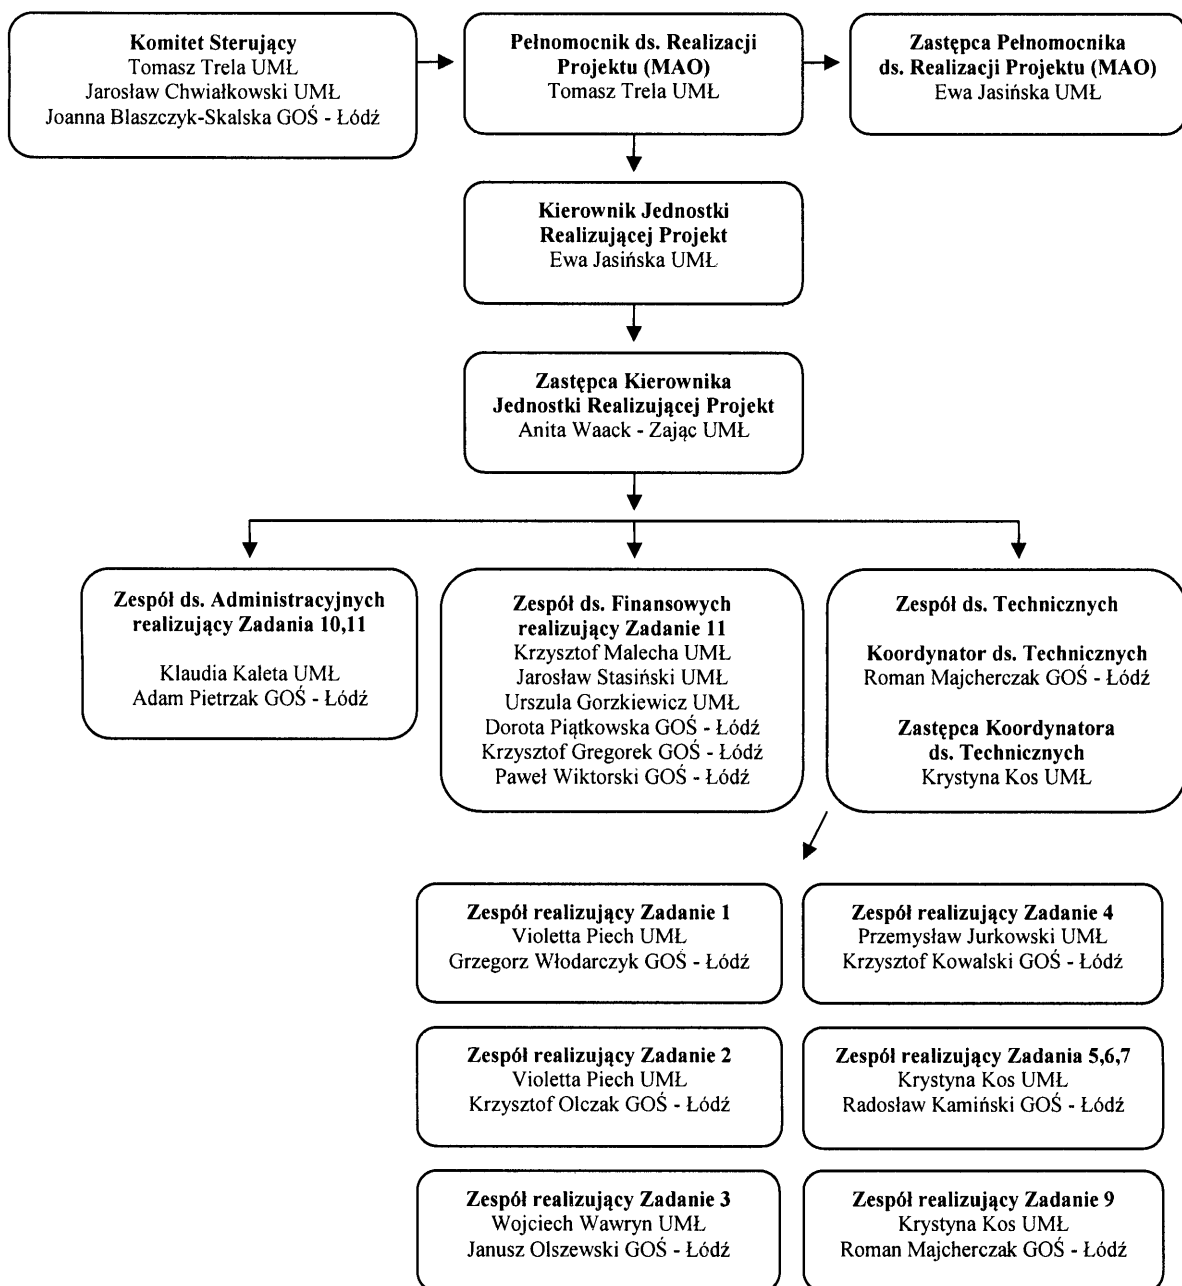 Komitet Sterujący
Tomasz Trela UMŁ
Jarosław Chwiałkowski UMŁ
Joanna Blaszczyk-Skalska GOŚ - Łódź
Pełnomocnik ds. Realizacji
Projektu (MAO)
Tomasz Trela UMŁ
Zastępca Pełnomocnika
ds. Realizacji Projektu (MAO)
Ewa Jasińska UMŁ
Kierownik Jednostki
Realizującej Projekt
Ewa Jasińska UMŁ
Zastępca Kierownika
Jednostki Realizującej Projekt
Anita Waack - Zając UMŁ
Zespół ds. Administracyjnych
realizujący Zadania 10,11
Klaudia Kaleta UMŁ
Adam Pietrzak GOŚ - Łódź
Zespół ds. Finansowych
realizujący Zadanie 11
Krzysztof Malecha UMŁ
Jarosław Stasiński UMŁ
Urszula Gorzkiewicz UMŁ
Dorota Piątkowska GOŚ - Łódź
Krzysztof Gregorek GOŚ - Łódź
Paweł Wiktorski GOŚ - Łódź
Zespół ds. Technicznych
Koordynator ds. Technicznych
Roman Majcherczak GOŚ - Łódź
Zastępca Koordynatora
ds. Technicznych
Krystyna Kos UMŁ
Zespół realizujący Zadanie 1
Violetta Piech UMŁ
Grzegorz Włodarczyk GOŚ - Łódź
Zespół realizujący Zadanie 4
Przemysław Jurkowski UMŁ
Krzysztof Kowalski GOŚ - Łódź
Zespół realizujący Zadanie 2
Violetta Piech UMŁ
Krzysztof Olczak GOŚ - Łódź
Zespół realizujący Zadania 5,6,7
Krystyna Kos UMŁ
Radosław Kamiński GOŚ - Łódź
Zespół realizujący Zadanie 3
Wojciech Wawryn UMŁ
Janusz Olszewski GOŚ - Łódź
Zespół realizujący Zadanie 9
Krystyna Kos UMŁ
Roman Majcherczak GOŚ - Łódź